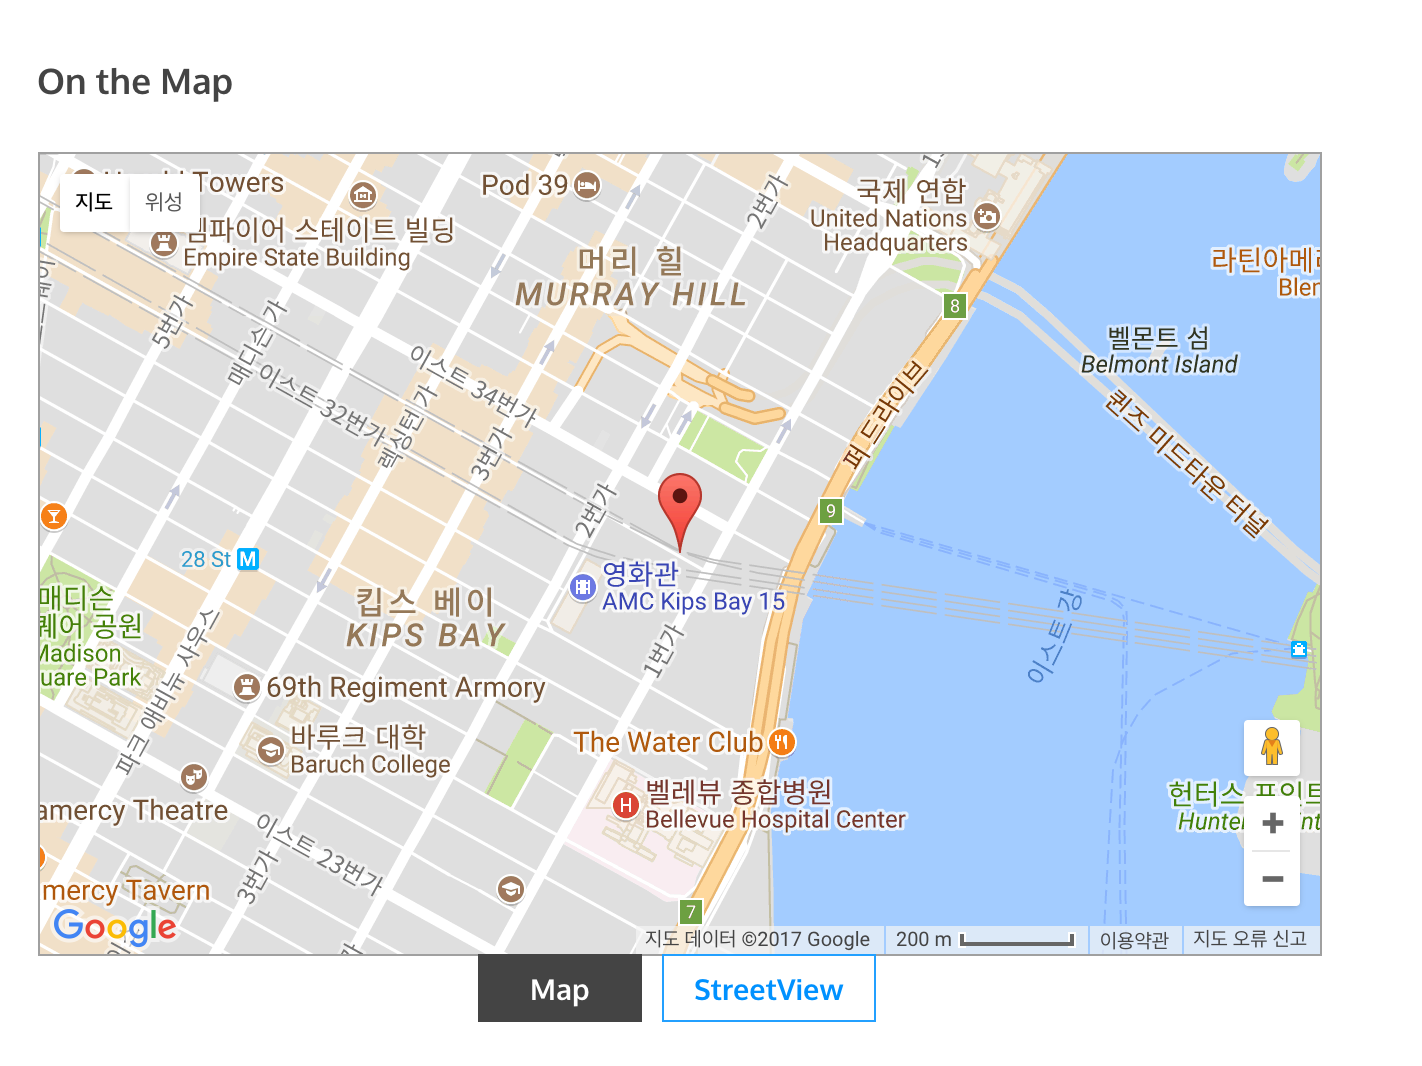 On the Map
지도
위성
Towers
엠파이어 스테이트 빌딩
Empire State Building
Pod 39
2번가
국제 연합
United Nations
Headquarters
머리 힐
MURRAY HILL
8
벨몬트 섬
Belmont Island
5번가
매디슨 가
이스트 34번가
이스트 32번가
렉싱턴 가
3번가
2번가
퍼 드라이브
퀸즈 미드타운 터널
9
28 St
M
영화관
AMC Kips Bay 15
킵스 베이
KIPS BAY
1번가
이스트 강
매디슨
퀘어 공원
Madison
uare Park
파크 애비뉴 사우스
69th Regiment Armory
바루크 대학
Baruch College
The Water Club
H
벨레뷰 종합병원
Bellevue Hospital Center
amercy Theatre
이스트 23번가
3번가
mercy Tavern
헌터스 포인트
7
Google
지도 데이터 ©2017 Google
200 m
이용약관
지도 오류 신고
Map
StreetView